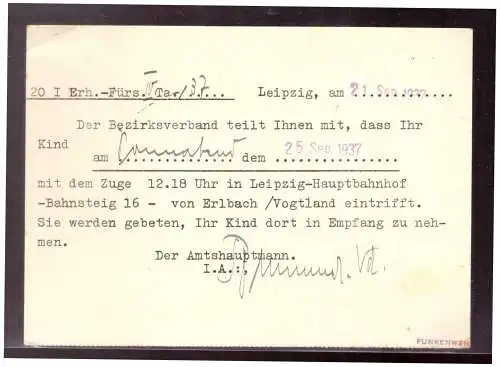 III
20 I Erh.-Fürs. Tar/37... Leipzig, am 21 Sep. 1937
Der Bezirksverband teilt Ihnen mit, dass Ihr
Kind
am Sonnabend dem 25 Sep. 1937
mit dem Zuge 12.18 Uhr in Leipzig-Hauptbahnhof
-Bahnsteig 16 - von Erlbach /Vogtland eintrifft.
Sie werden gebeten, Ihr Kind dort in Empfang zu neh-
men.
Der Amtshauptmann.
I.A.: